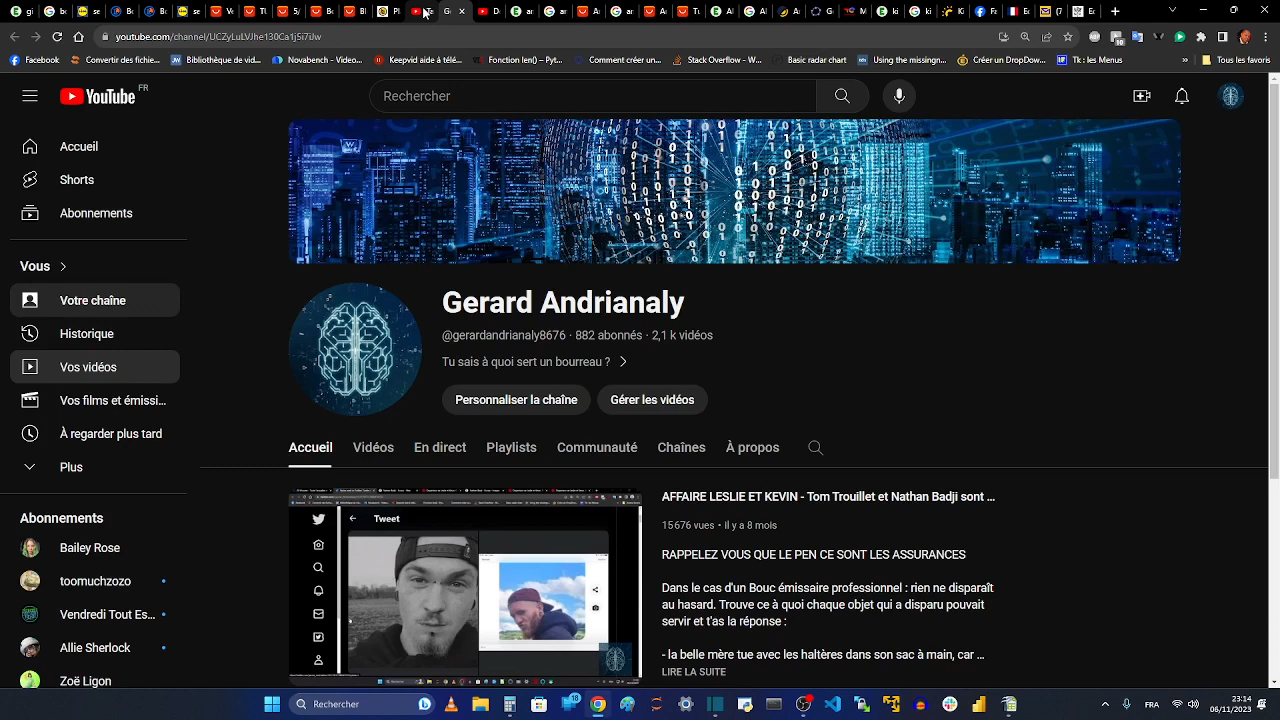 youtube.com/channel/UCZyLuLVJhe130Ca1j5i7iJw
Facebook
Convertir des fichie...
Bibliothèque de vid...
Novabench - Video...
Keepvid aide à télé...
Fonction len() – Pyt...
Comment créer un...
Stack Overflow - W...
Basic radar chart
Using the missingn...
Créer un DropDow...
Tk : les Menus
Tous les favoris
YouTube FR
Rechercher
Accueil
Shorts
Abonnements
Vous
Votre chaîne
Historique
Vos vidéos
Vos films et émissi...
À regarder plus tard
Plus
Abonnements
Bailey Rose
toomuchzozo
Vendredi Tout Es...
Alli e Sherlock
Zoë Ligon
Gerard Andrianaly
@gerardandrianaly8676 · 882 abonnés · 2,1 k vidéos
Tu sais à quoi sert un bourreau ?
Personnaliser la chaîne
Gérer les vidéos
Accueil
Vidéos
En direct
Playlists
Communauté
Chaînes
À propos
Tweet
AFFAIRE LESLIE ET KEVIN - Tom Trouillet et Nathan Badji sont ...
15 676 vues • Il y a 8 mois
RAPPELEZ VOUS QUE LE PEN CE SONT LES ASSURANCES
Dans le cas d'un Bouc émissaire professionnel : rien ne disparaît
au hasard. Trouve ce à quoi chaque objet qui a disparu pouvait
servir et t'as la réponse :
- la belle mère tue avec les haltères dans son sac à main, car ...
LIRE LA SUITE
Rechercher
18
FRA
23:14
06/11/2023